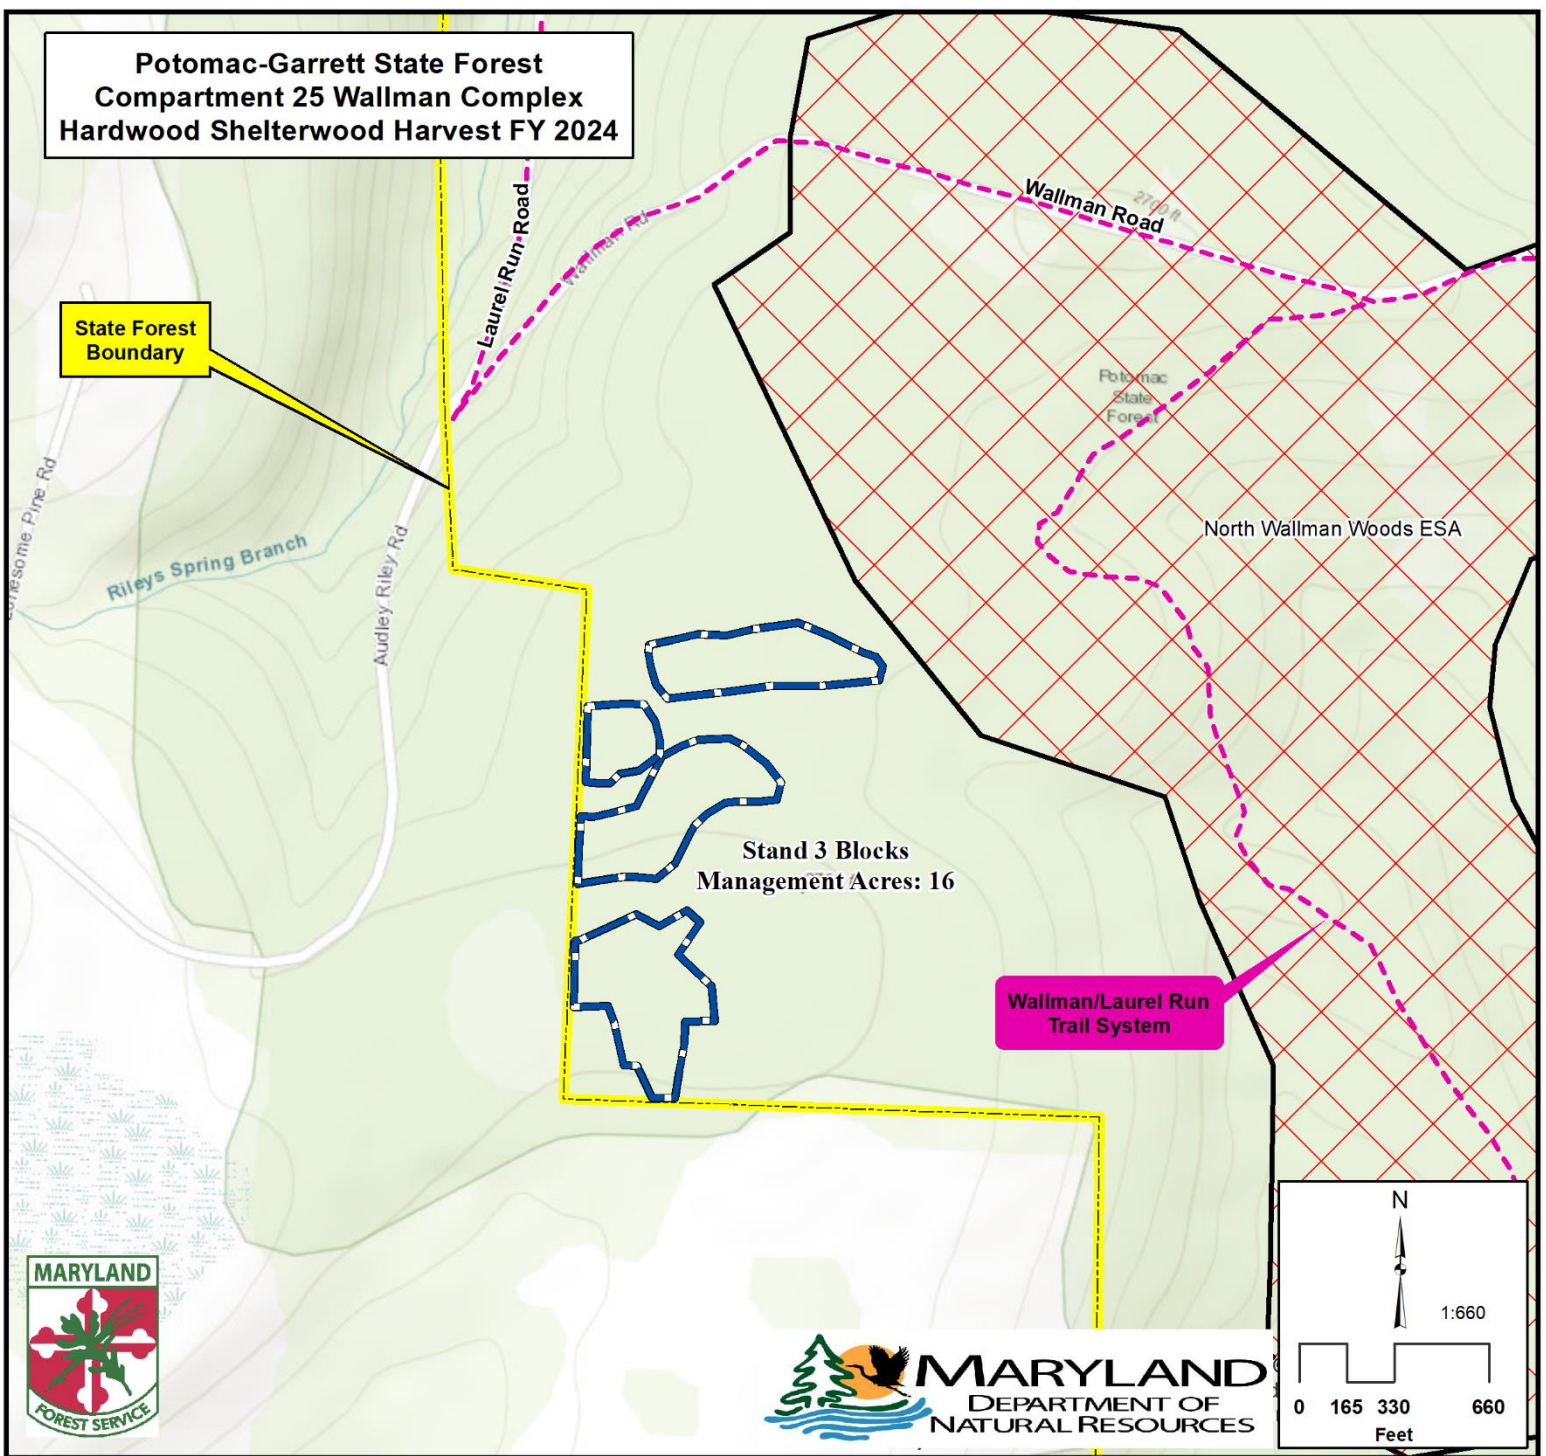 Potomac-Garrett State Forest
Compartment 25 Wallman Complex
Hardwood Shelterwood Harvest FY 2024
Laurel Run Road
Wallman Rd
Wallman Road
2700 ft
State Forest
Boundary
Potomac
State
Forest
Pine Rd
Rileys Spring Branch
Audley Riley Rd
North Wallman Woods ESA
Stand 3 Blocks
Management Acres: 16
Wallman/Laurel Run
Trail System
N
1:660
0 165 330 660
Feet
MARYLAND
FOREST SERVICE
MARYLAND
DEPARTMENT OF
NATURAL RESOURCES